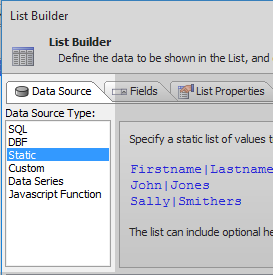 List Builder
List Builder
Define the data to be shown in the List, and
Data Source
Fields
List Properties
Data Source Type:
SQL
DBF
Static
Custom
Data Series
Javascript Function
Specify a static list of values t
Firstname|Lastname
John|Jones
Sally|Smithers
The list can include optional he